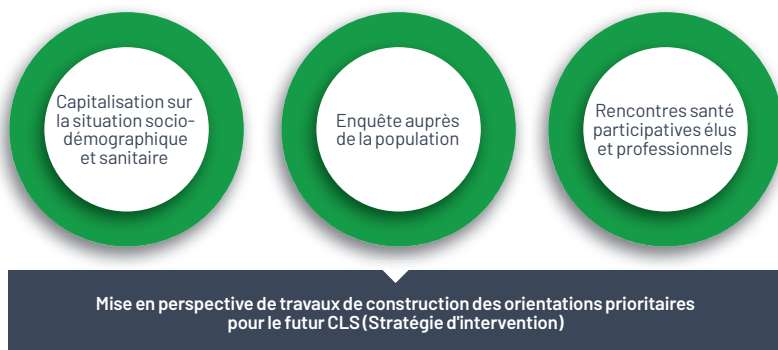 Capitalisation sur
la situation socio-
démographique
et sanitaire
Enquête auprès
de la population
Rencontres santé
participatives élus
et professionnels
Mise en perspective de travaux de construction des orientations prioritaires
pour le futur CLS (Stratégie d'intervention)